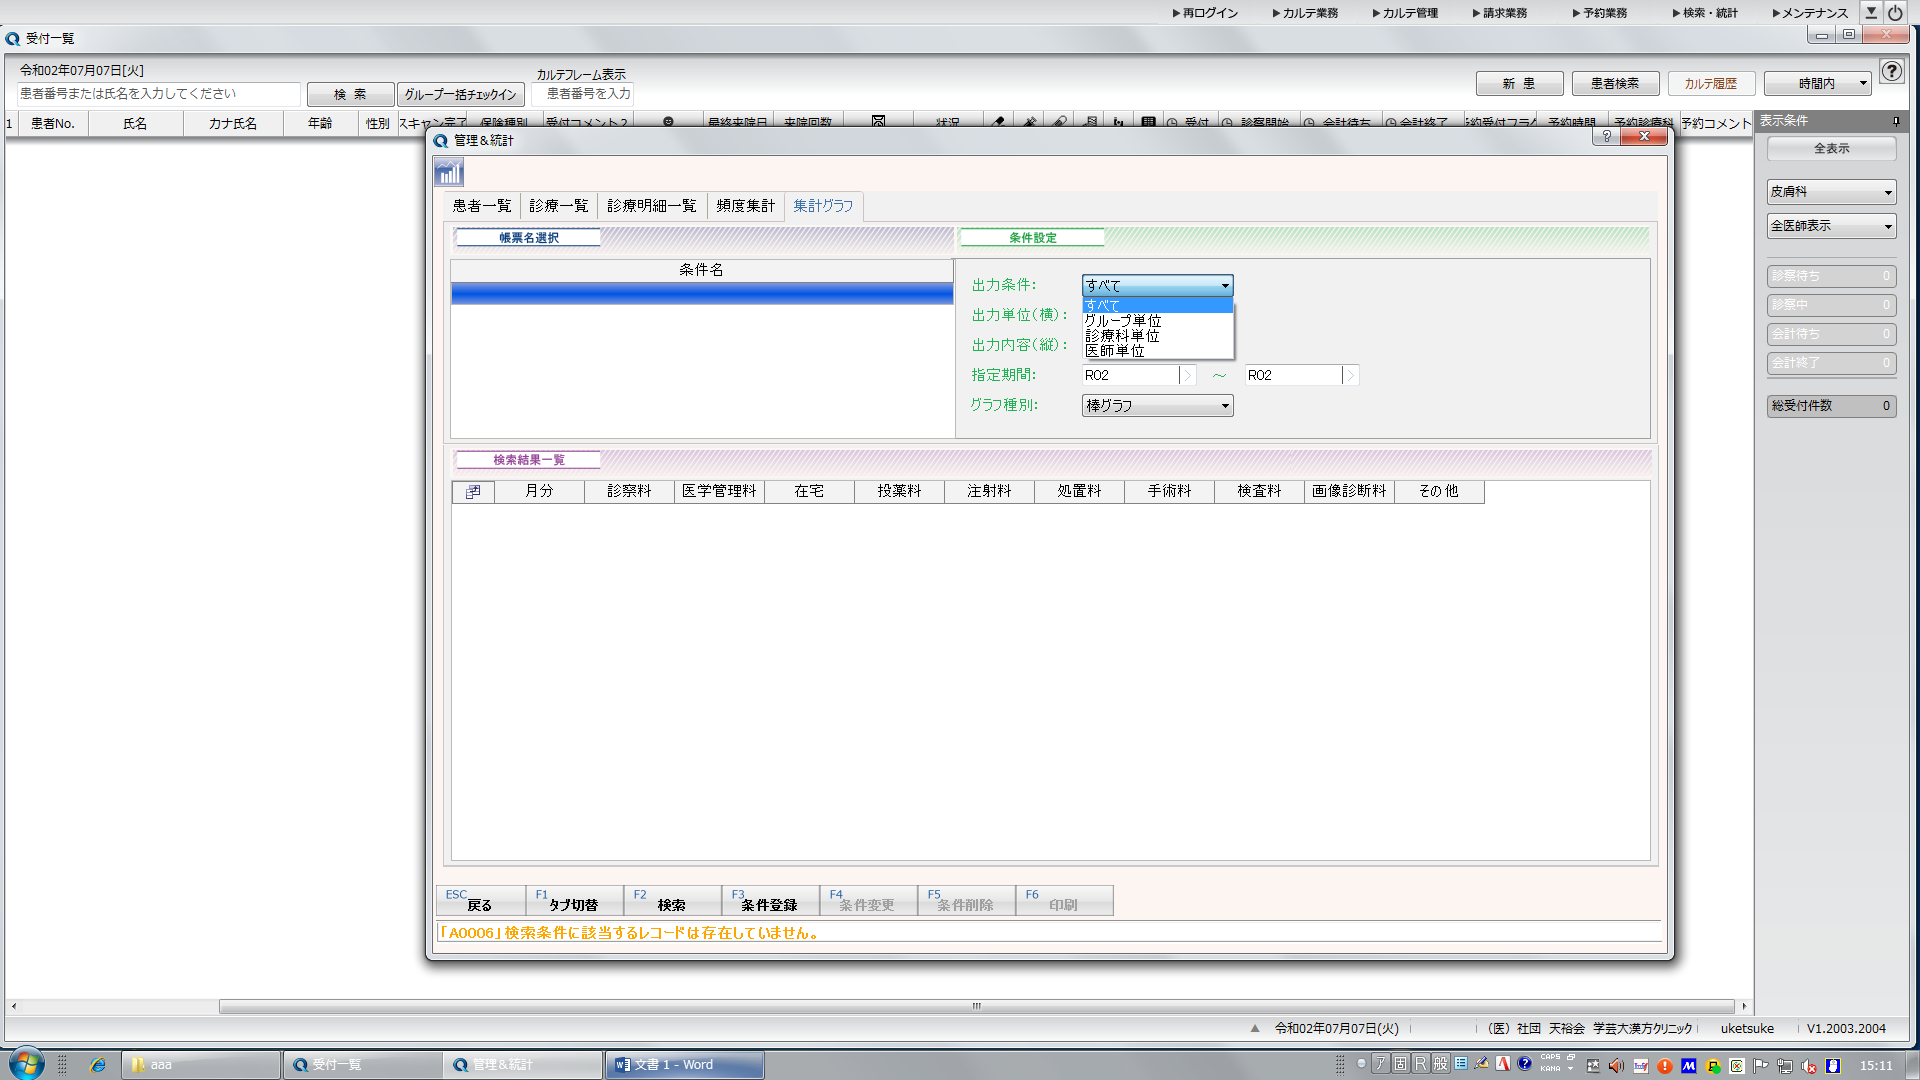 ▶再ログイン ▶カルテ業務 ▶カルテ管理 ▶請求業務 ▶予約業務 ▶検索・統計 ▶メンテナンス
受付一覧
令和02年07月07日[火]
カルテフレーム表示
患者番号または氏名を入力してください 検 索 グループ一括チェックイン 患者番号を入力 新 患 患者検索 カルテ履歴 時間内
1 患者No. 氏名 カナ氏名 年齢 性別 スキャン完了 保険種別 受付コメント2 最終来院日 来院回数 状況 受付 診察開始 会計待ち 会計終了 予約受付フラグ 予約時間 予約診療科 予約コメント
表示条件
全表示
皮膚科
全医師表示
診察待ち 0
診察中 0
会計待ち 0
会計終了 0
総受付件数 0
管理&統計
患者一覧 診療一覧 診療明細一覧 頻度集計 集計グラフ
帳票名選択 条件設定
条件名
出力条件: すべて
すべて
グループ単位
診療科単位
医師単位
出力単位(横):
出力内容(縦):
指定期間: R02 ～ R02
グラフ種別: 棒グラフ
検索結果一覧
月分 診察料 医学管理料 在宅 投薬料 注射料 処置料 手術料 検査料 画像診断料 その他
ESC 戻る F1 タブ切替 F2 検索 F3 条件登録 F4 条件変更 F5 条件削除 F6 印刷
「A0006」検索条件に該当するレコードは存在していません。
令和02年07月07日(火) (医)社団 天裕会 学芸大漢方クリニック uketsuke V1.2003.2004
aaa 受付一覧 管理&統計 文書 1 - Word ア 固 R 般 CAPS KANA 15:11